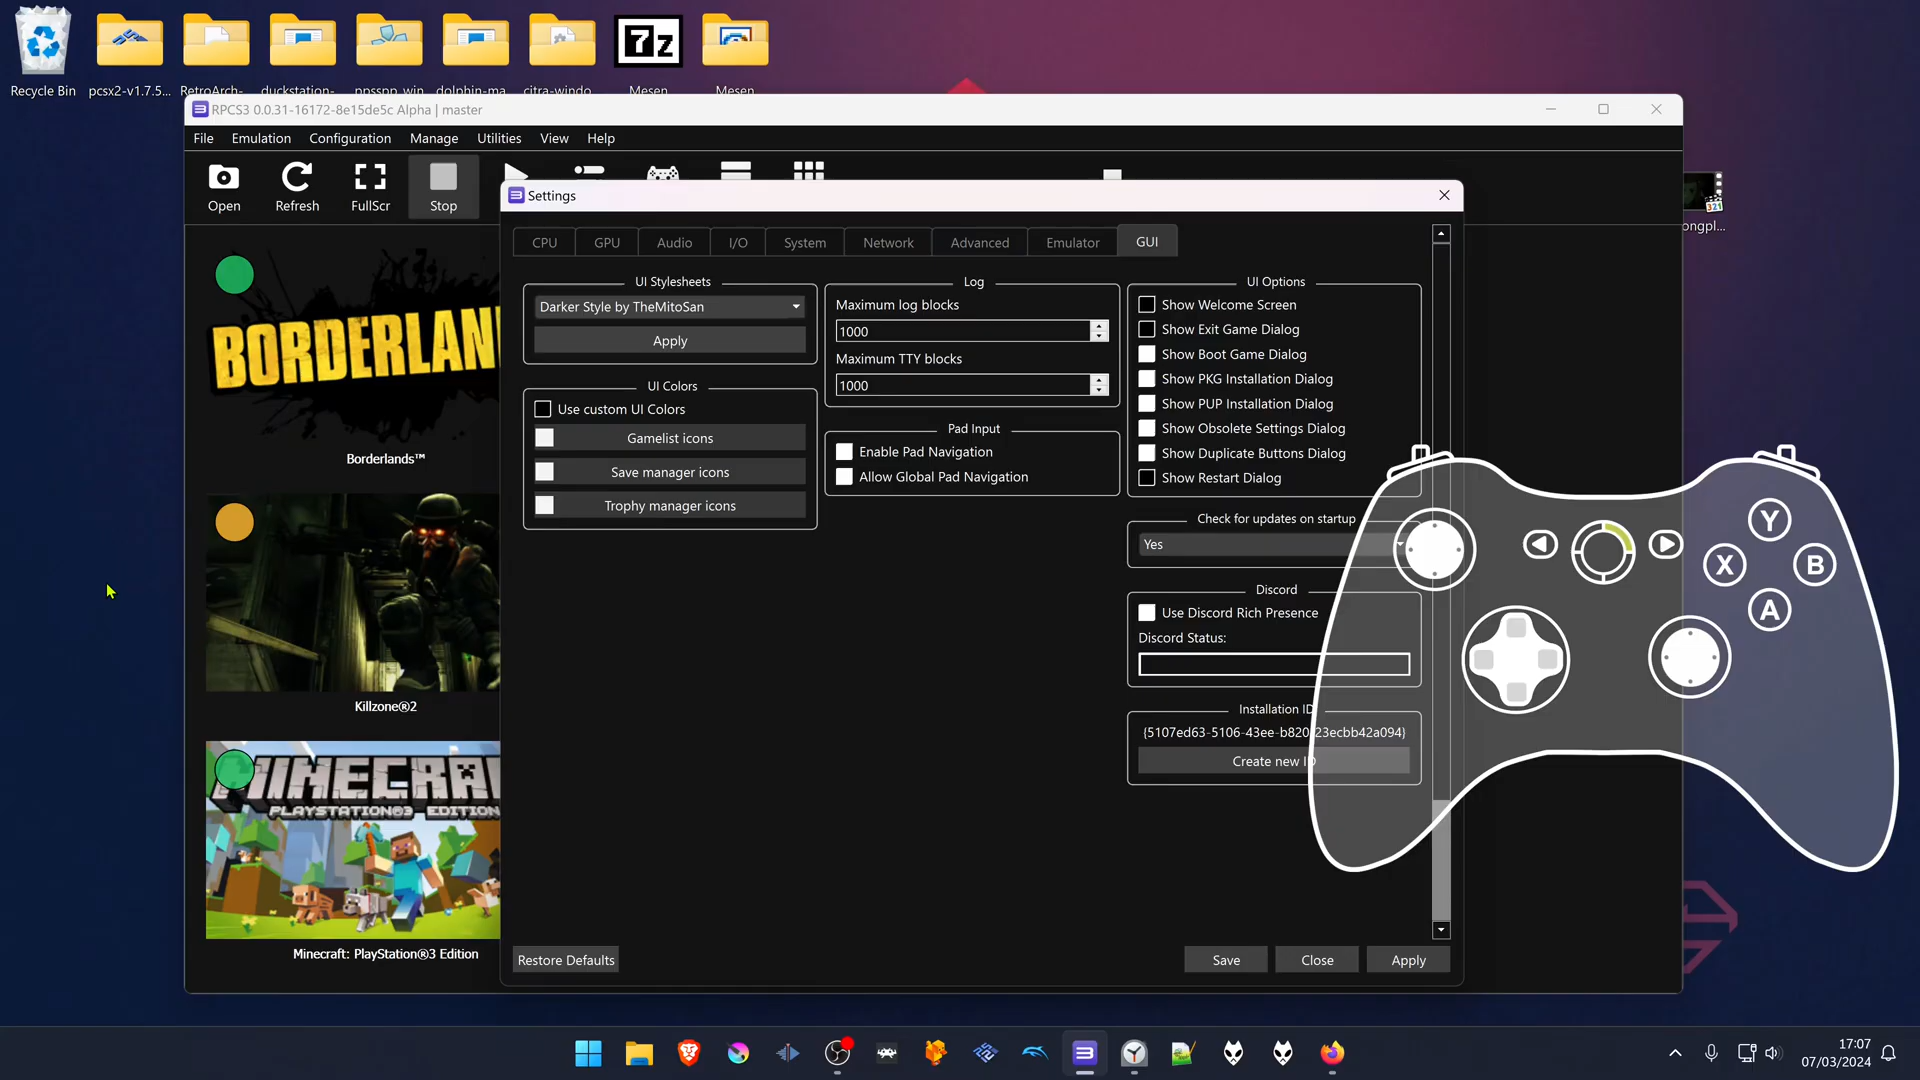 Recycle Bin
pcsx2-v1.7.5...
RetroArch-
duckstation-
ppsspp_win
dolphin-ma
citra-windo
7z
Mesen
Mesen
RPCS3 0.0.31-16172-8e15de5c Alpha | master
File Emulation Configuration Manage Utilities View Help
Open Refresh FullScr Stop
ongpl...
321
Settings
CPU GPU Audio I/O System Network Advanced Emulator GUI
UI Stylesheets
Darker Style by TheMitoSan
Apply
UI Colors
Use custom UI Colors
Gamelist icons
Save manager icons
Trophy manager icons
Log
Maximum log blocks
1000
Maximum TTY blocks
1000
Pad Input
Enable Pad Navigation
Allow Global Pad Navigation
UI Options
Show Welcome Screen
Show Exit Game Dialog
Show Boot Game Dialog
Show PKG Installation Dialog
Show PUP Installation Dialog
Show Obsolete Settings Dialog
Show Duplicate Buttons Dialog
Show Restart Dialog
Check for updates on startup
Yes
Discord
Use Discord Rich Presence
Discord Status:
Installation ID
{5107ed63-5106-43ee-b820-23ecbb42a094}
Create new ID
Restore Defaults
Save Close Apply
BORDERLAN
Borderlands™
Killzone®2
MINECRA
PLAYSTATION®3 EDITION
Minecraft: PlayStation®3 Edition
Y
X B
A
17:07
07/03/2024